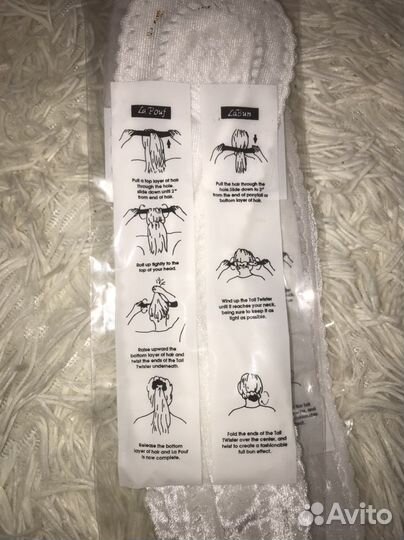 La Pouf
Pull a top layer of hair
through the hole,
slide down until 2"
from end of hair.
Roll up tightly to the
top of your head.
Raise upward the
bottom layer of hair and
twist the ends of the Tail
Twister underneath.
Release the bottom
layer of hair and La Pouf
is now complete.
LaBun
Pull the hair through the
hole. Slide down to 2"
from the end of ponytail or
bottom layer of hair.
Wind up the Tail Twister
until it reaches your neck,
being sure to keep it as
tight as possible.
Fold the ends of the Tail
TWister over the center, and
twist to create a fashionable
full bun effect.
Avito